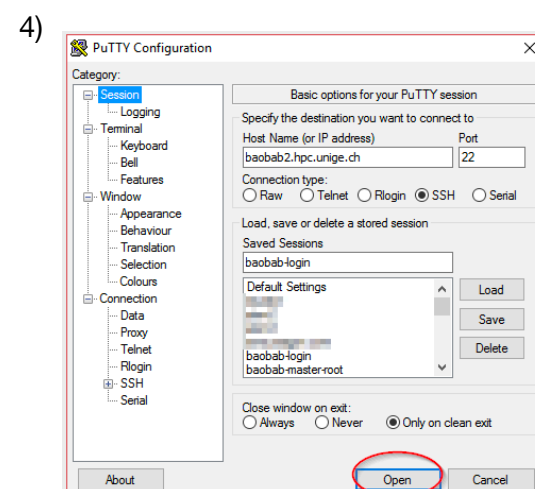 4)
PuTTY Configuration
Category:
Session
Logging
Terminal
Keyboard
Bell
Features
Window
Appearance
Behaviour
Translation
Selection
Colours
Connection
Data
Proxy
Telnet
Rlogin
SSH
Serial
Basic options for your PuTTY session
Specify the destination you want to connect to
Host Name (or IP address) Port
baobab2.hpc.unige.ch 22
Connection type:
Raw Telnet Rlogin SSH Serial
Load, save or delete a stored session
Saved Sessions
baobab-login
Default Settings
baobab-login
baobab-master-root
Load
Save
Delete
Close window on exit:
Always Never Only on clean exit
About Open Cancel